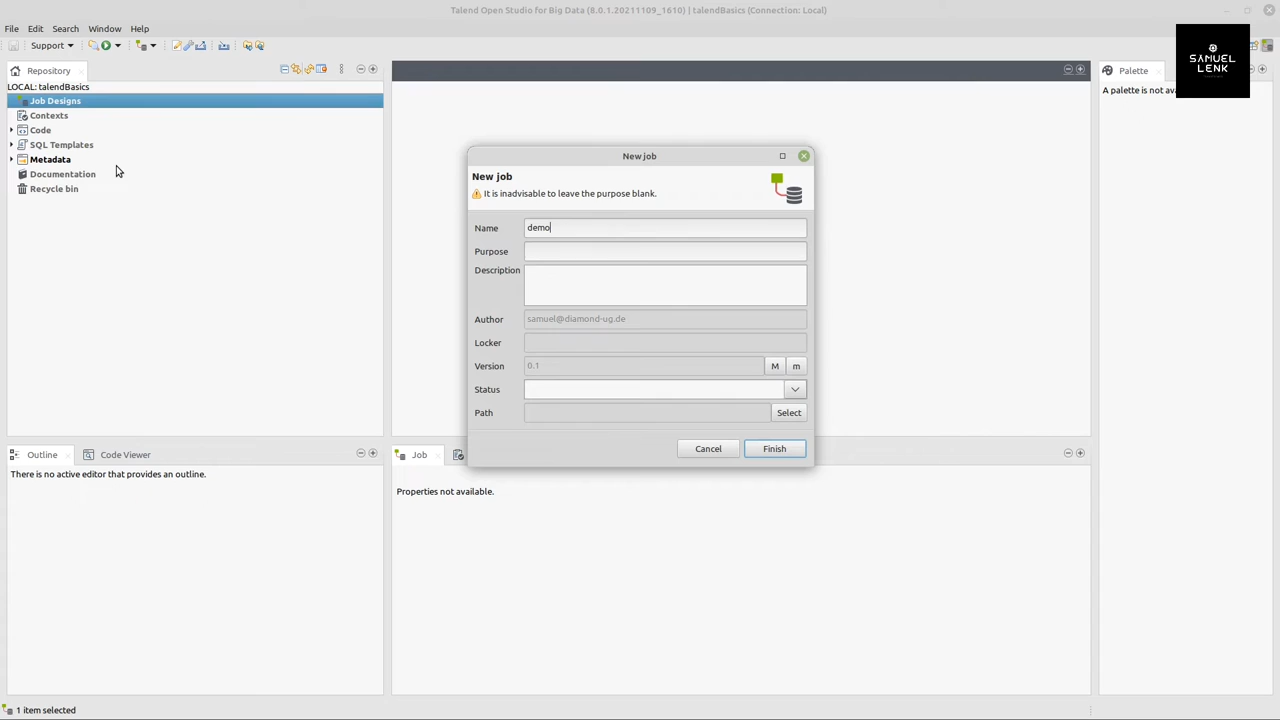 Talend Open Studio for Big Data (8.0.1.20211109_1610) | talendBasics (Connection: Local)
File Edit Search Window Help
Support
Repository
LOCAL: talendBasics
Job Designs
Contexts
Code
SQL Templates
Metadata
Documentation
Recycle bin
Palette
A palette is not ava
SAMUEL
LENK
New job
New job
It is inadvisable to leave the purpose blank.
Name demo
Purpose
Description
Author samuel@diamond-ug.de
Locker
Version 0.1 M m
Status
Path Select
Cancel Finish
Outline Code Viewer
There is no active editor that provides an outline.
Job
Properties not available.
1 item selected